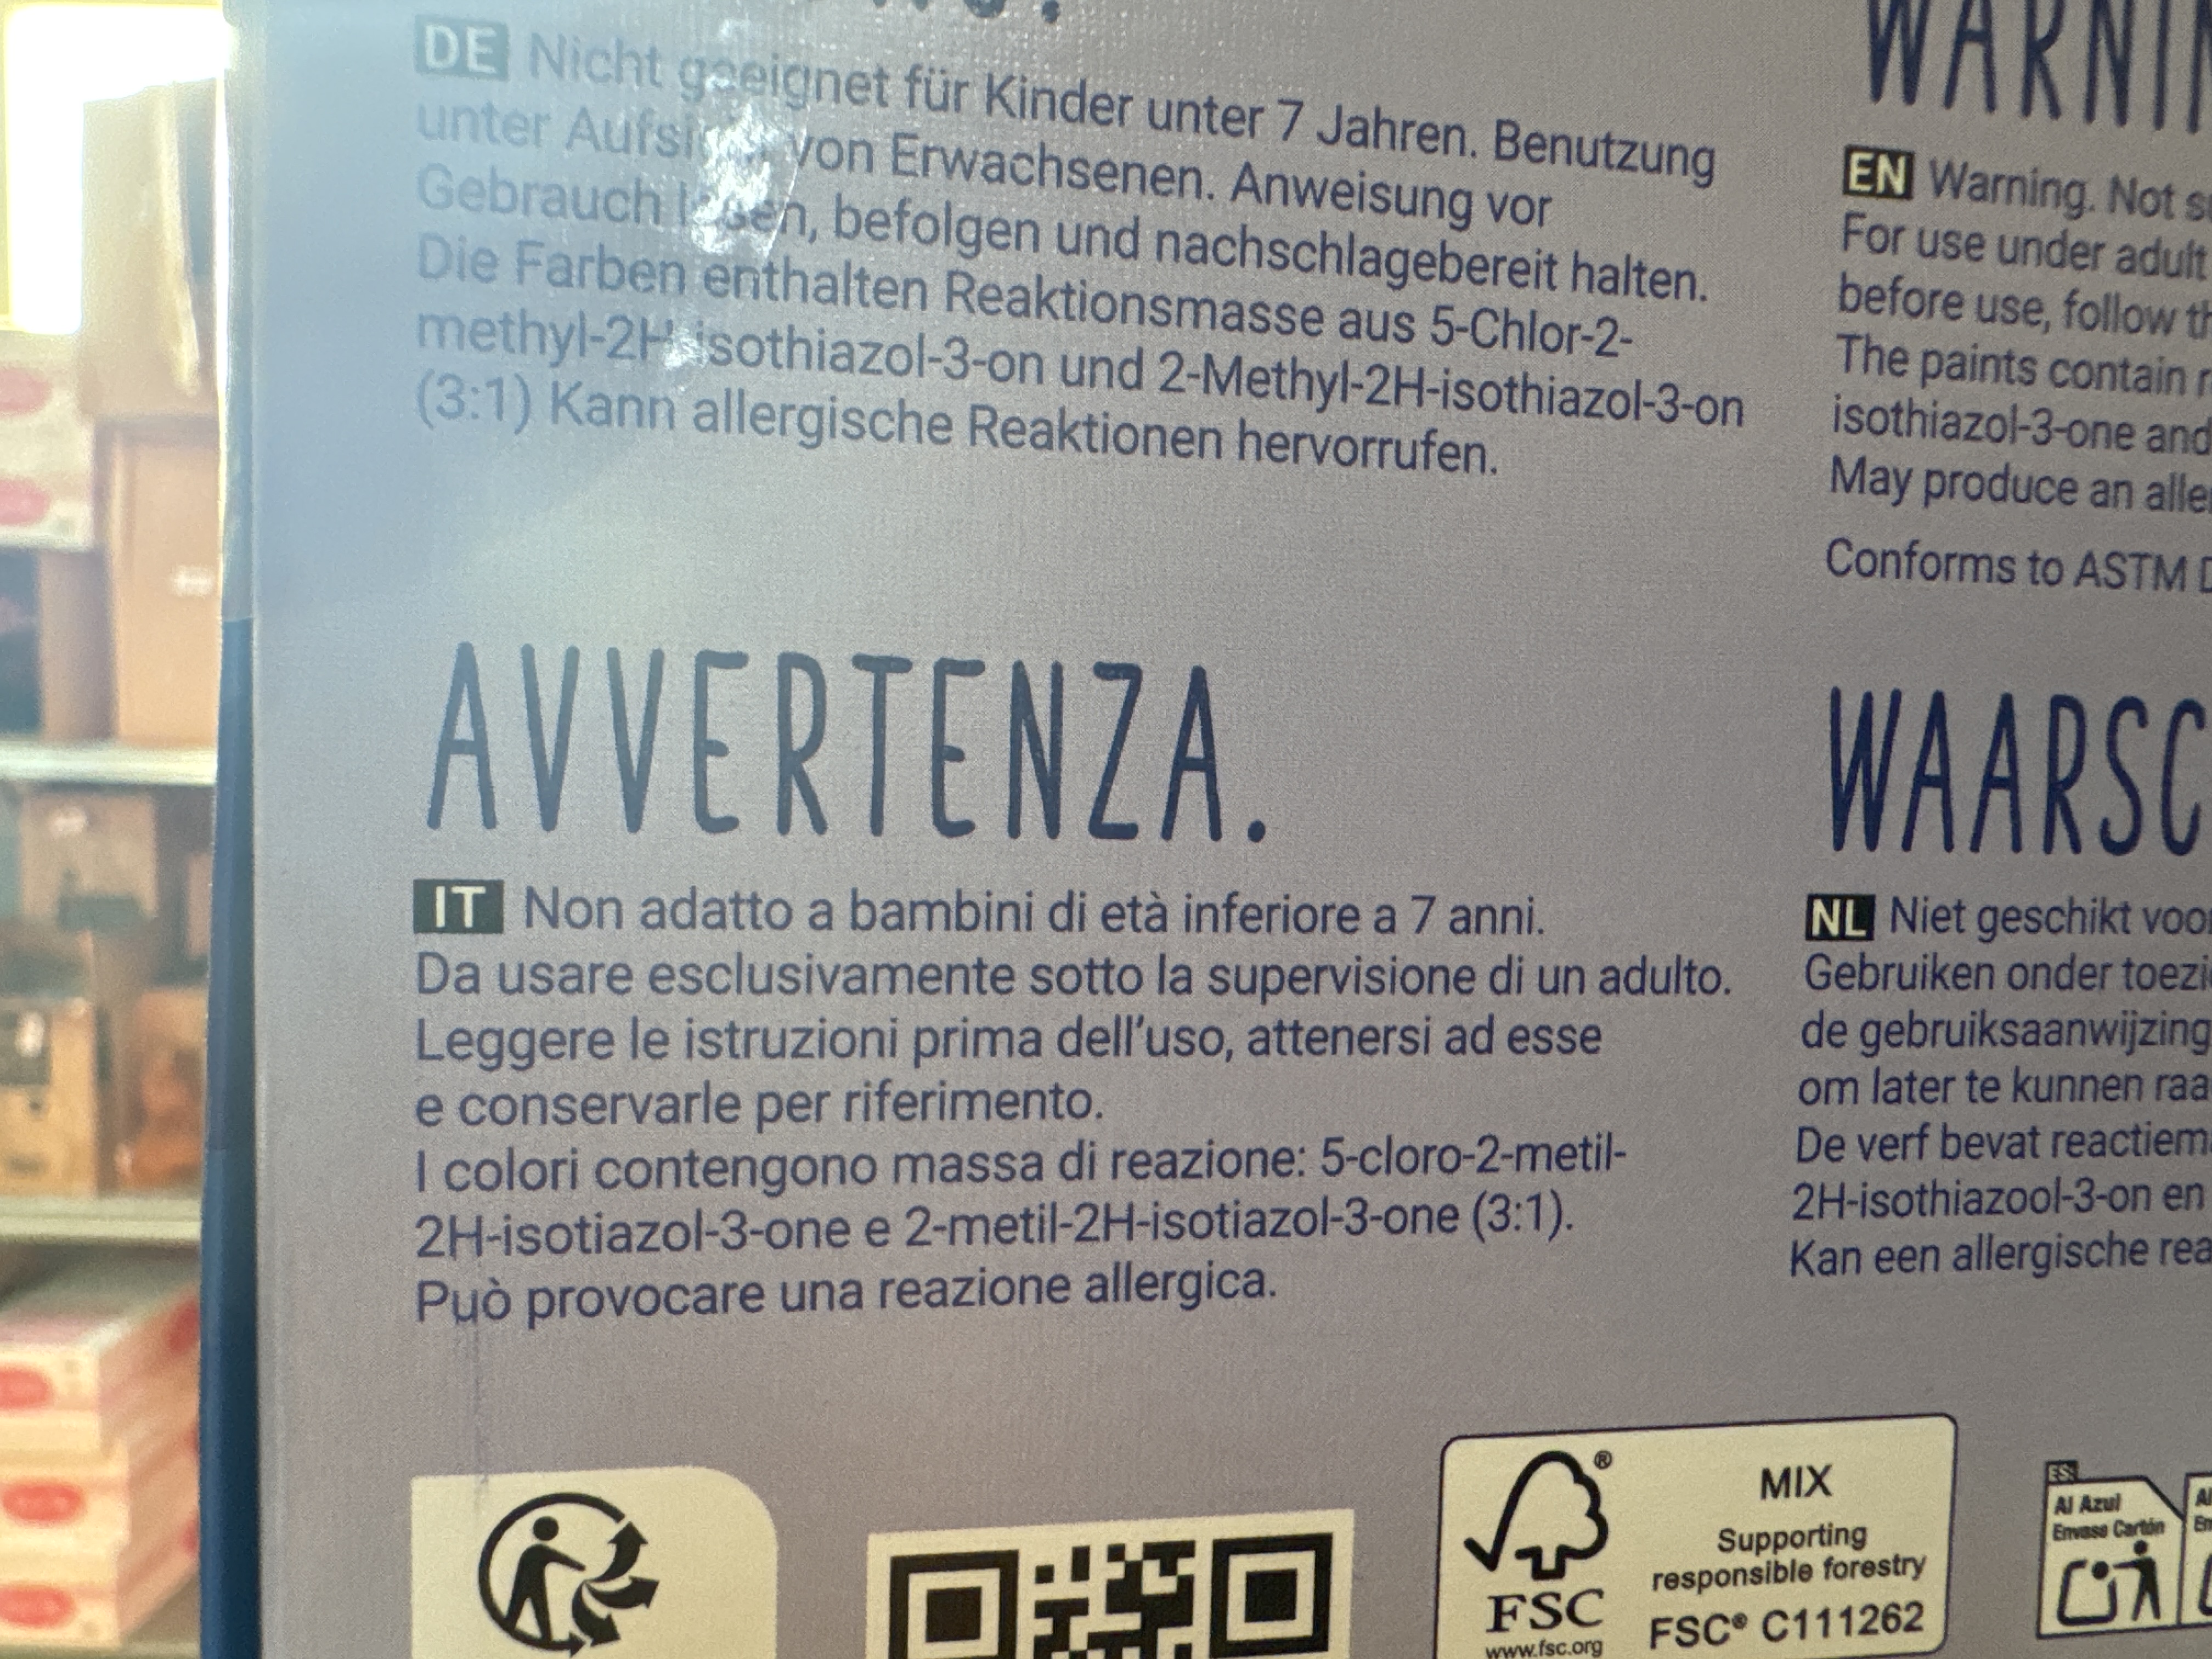 DE Nicht geeignet für Kinder unter 7 Jahren. Benutzung
unter von Erwachsenen. Anweisung vor
Gebrauch lesen, befolgen und nachschlagebereit halten.
Die Farben enthalten Reaktionsmasse aus 5-Chlor-2-
methyl-2H-isothiazol-3-on und 2-Methyl-2H-isothiazol-3-on
(3:1) Kann allergische Reaktionen hervorrufen.
AVVERTENZA.
IT Non adatto a bambini di età inferiore a 7 anni.
Da usare esclusivamente sotto la supervisione di un adulto.
Leggere le istruzioni prima dell'uso, attenersi ad esse
e conservarle per riferimento.
I colori contengono massa di reazione: 5-cloro-2-metil-
2H-isotiazol-3-one e 2-metil-2H-isotiazol-3-one (3:1).
Può provocare una reazione allergica.
WARNIN
EN Warning. Not s
For use under adult
before use, follow th
The paints contain r
isothiazol-3-one and
May produce an aller
Conforms to ASTM D
WAARSC
NL Niet geschikt voor
Gebruiken onder toezi
de gebruiksaanwijzing
om later te kunnen raa
De verf bevat reactiem
2H-isothiazool-3-on en
Kan een allergische rea
FSC
www.fsc.org
MIX
Supporting
responsible forestry
FSC® C111262
ES
Al Azul
Envase Cartón